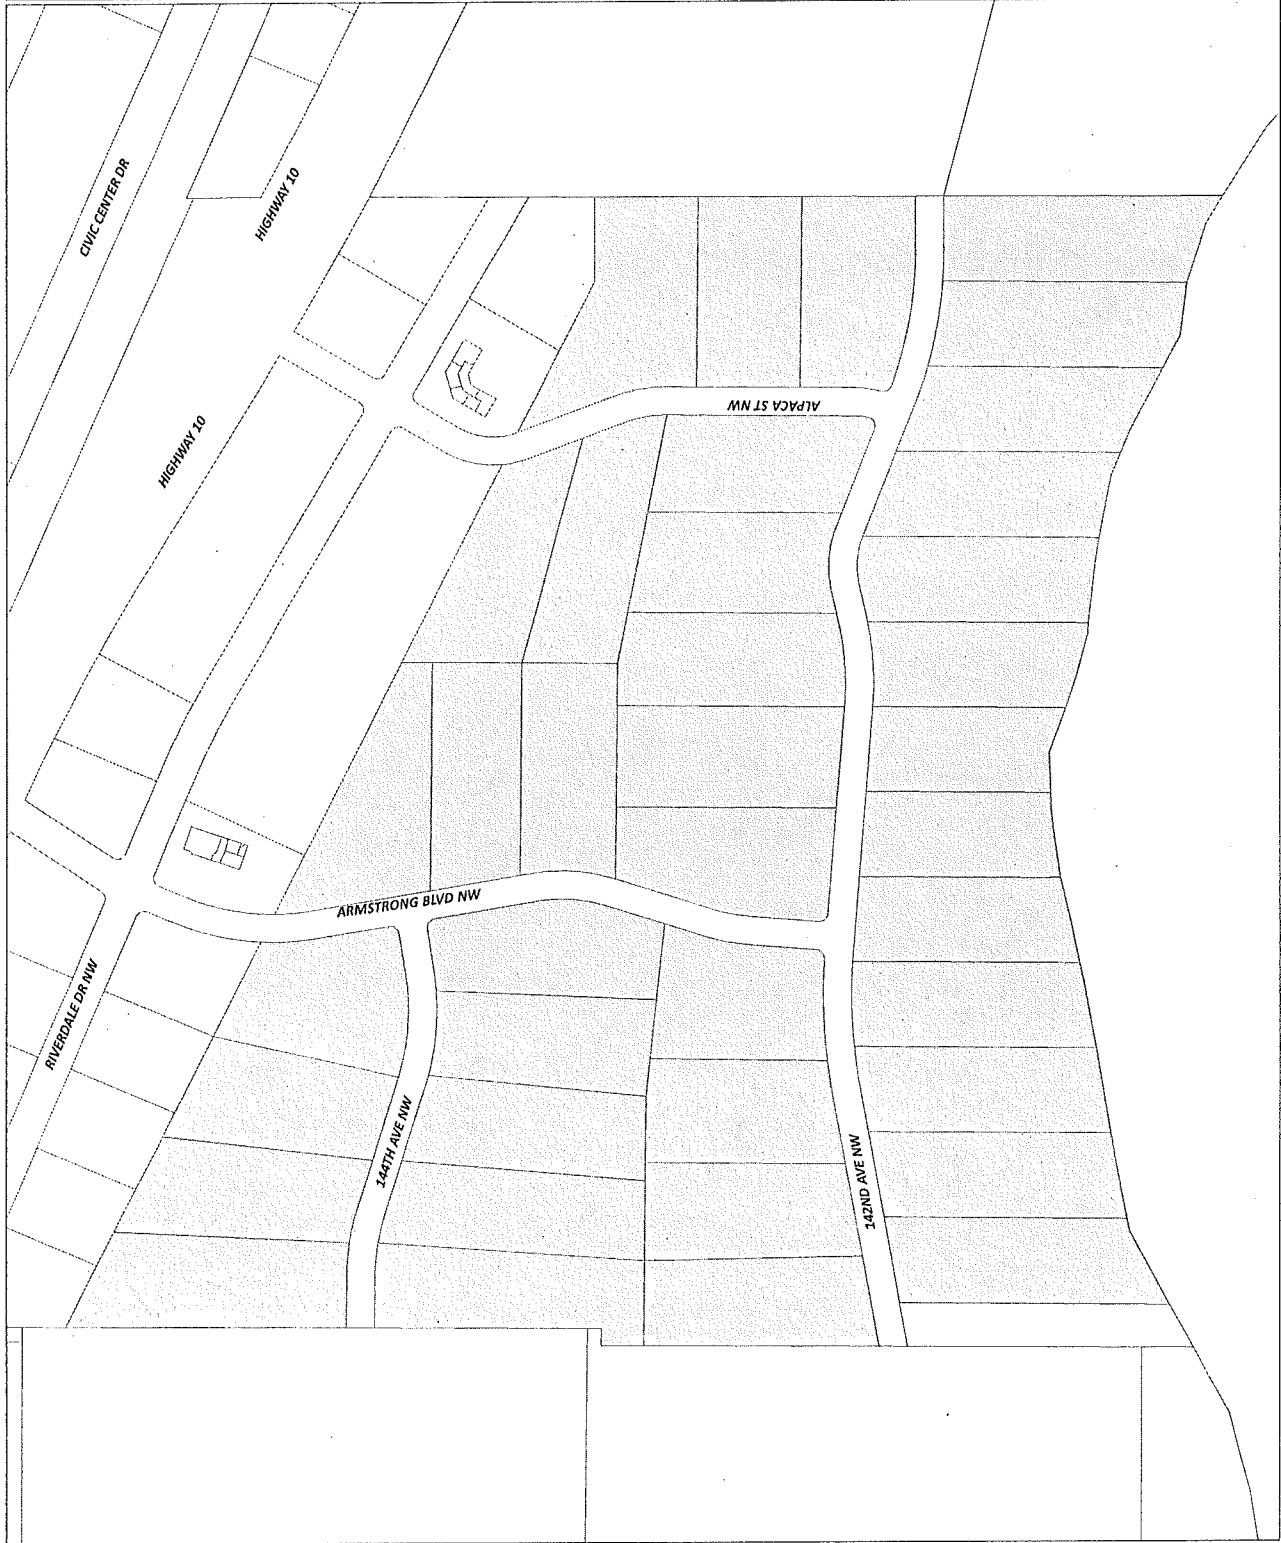 CIVIC CENTER DR
HIGHWAY 10
HIGHWAY 10
ALPACA ST NW
ARMSTRONG BLVD NW
RIVERDALE DR NW
144TH AVE NW
142ND AVE NW